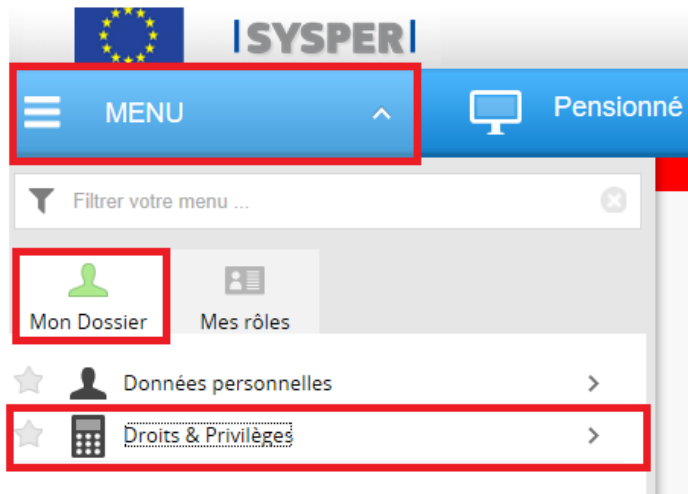 SYSPER
MENU Pensionné
Filtrer votre menu ...
Mon Dossier Mes rôles
Données personnelles
Droits & Privilèges